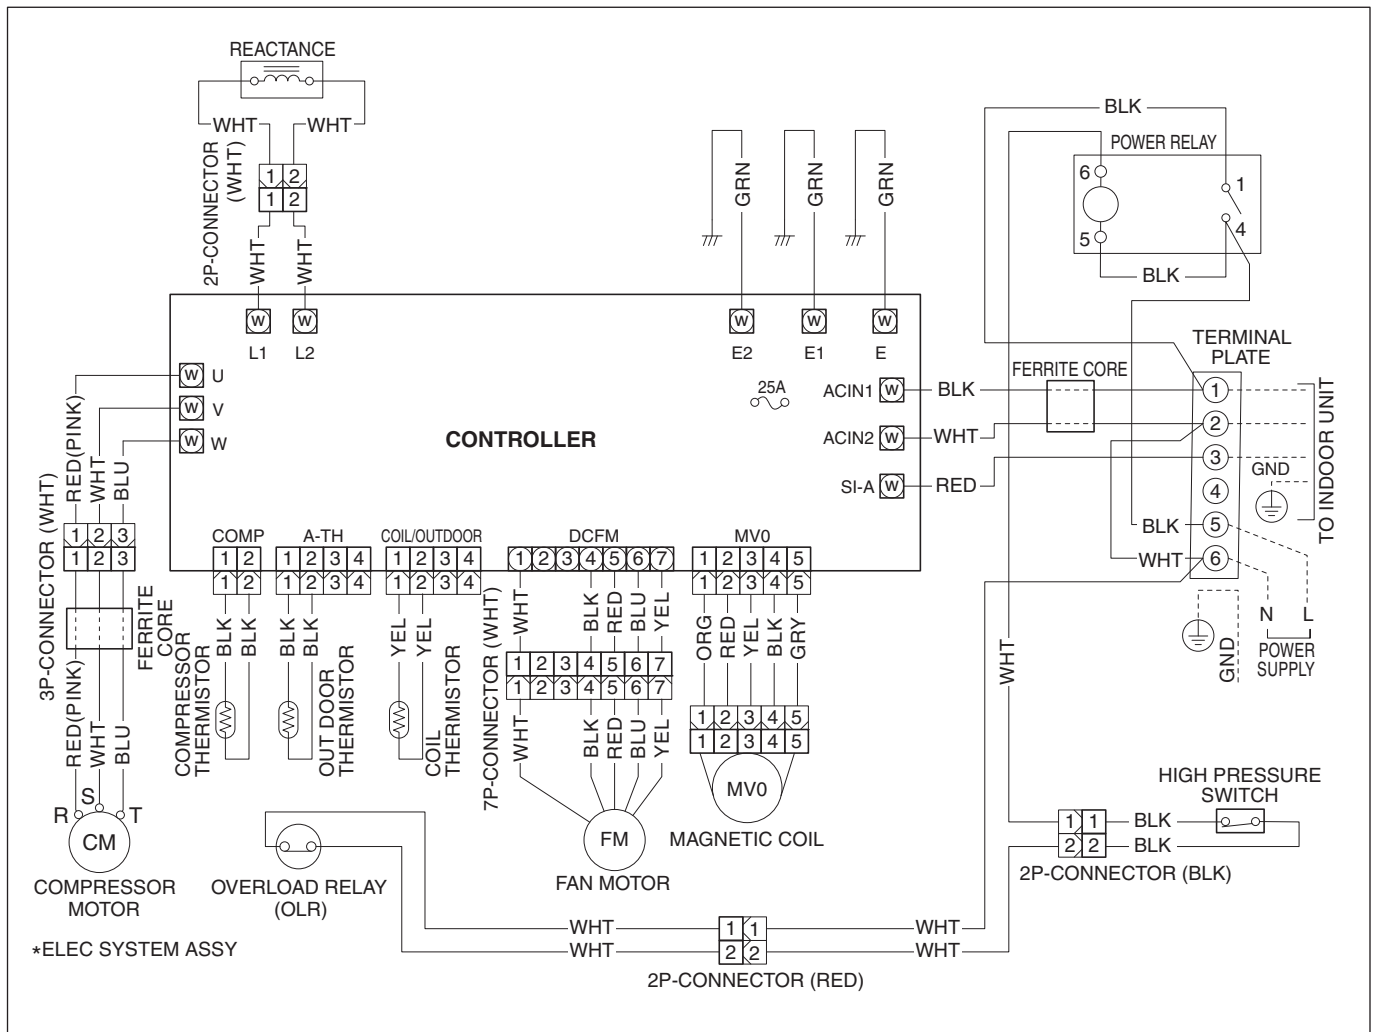 REACTANCE
WHT WHT
2P-CONNECTOR
(WHT)
1 2
1 2
WHT
WHT
GRN
GRN
GRN
BLK
POWER RELAY
6
1
5
4
BLK
W W W W W
L1 L2 E2 E1 E
W U
W V
W W
CONTROLLER
25A
ACIN1 W BLK
ACIN2 W WHT
SI-A W RED
FERRITE CORE
TERMINAL
PLATE
1
2
3
4
BLK 5
WHT 6
GND
TO INDOOR UNIT
GND
N L
POWER
SUPPLY
WHT
RED(PINK)
WHT
BLU
3P-CONNECTOR (WHT)
1 2 3
1 2 3
FERRITE
CORE
RED(PINK)
WHT
BLU
R S T
CM
COMPRESSOR
MOTOR
COMP
1 2
1 2
BLK
BLK
COMPRESSOR
THERMISTOR
A-TH
1 2 3 4
1 2 3 4
BLK
BLK
OUT DOOR
THERMISTOR
COIL/OUTDOOR
1 2 3 4
1 2 3 4
YEL
YEL
COIL
THERMISTOR
DCFM
1 2 3 4 5 6 7
WHT
BLK
RED
BLU
YEL
7P-CONNECTOR (WHT)
1 2 3 4 5 6 7
1 2 3 4 5 6 7
WHT
BLK
RED
BLU
YEL
FM
FAN MOTOR
MV0
1 2 3 4 5
1 2 3 4 5
ORG
RED
YEL
BLK
GRY
1 2 3 4 5
1 2 3 4 5
MV0
MAGNETIC COIL
OVERLOAD RELAY
(OLR)
HIGH PRESSURE
SWITCH
1 1 BLK
2 2 BLK
2P-CONNECTOR (BLK)
WHT 1 1 WHT
WHT 2 2 WHT
2P-CONNECTOR (RED)
*ELEC SYSTEM ASSY